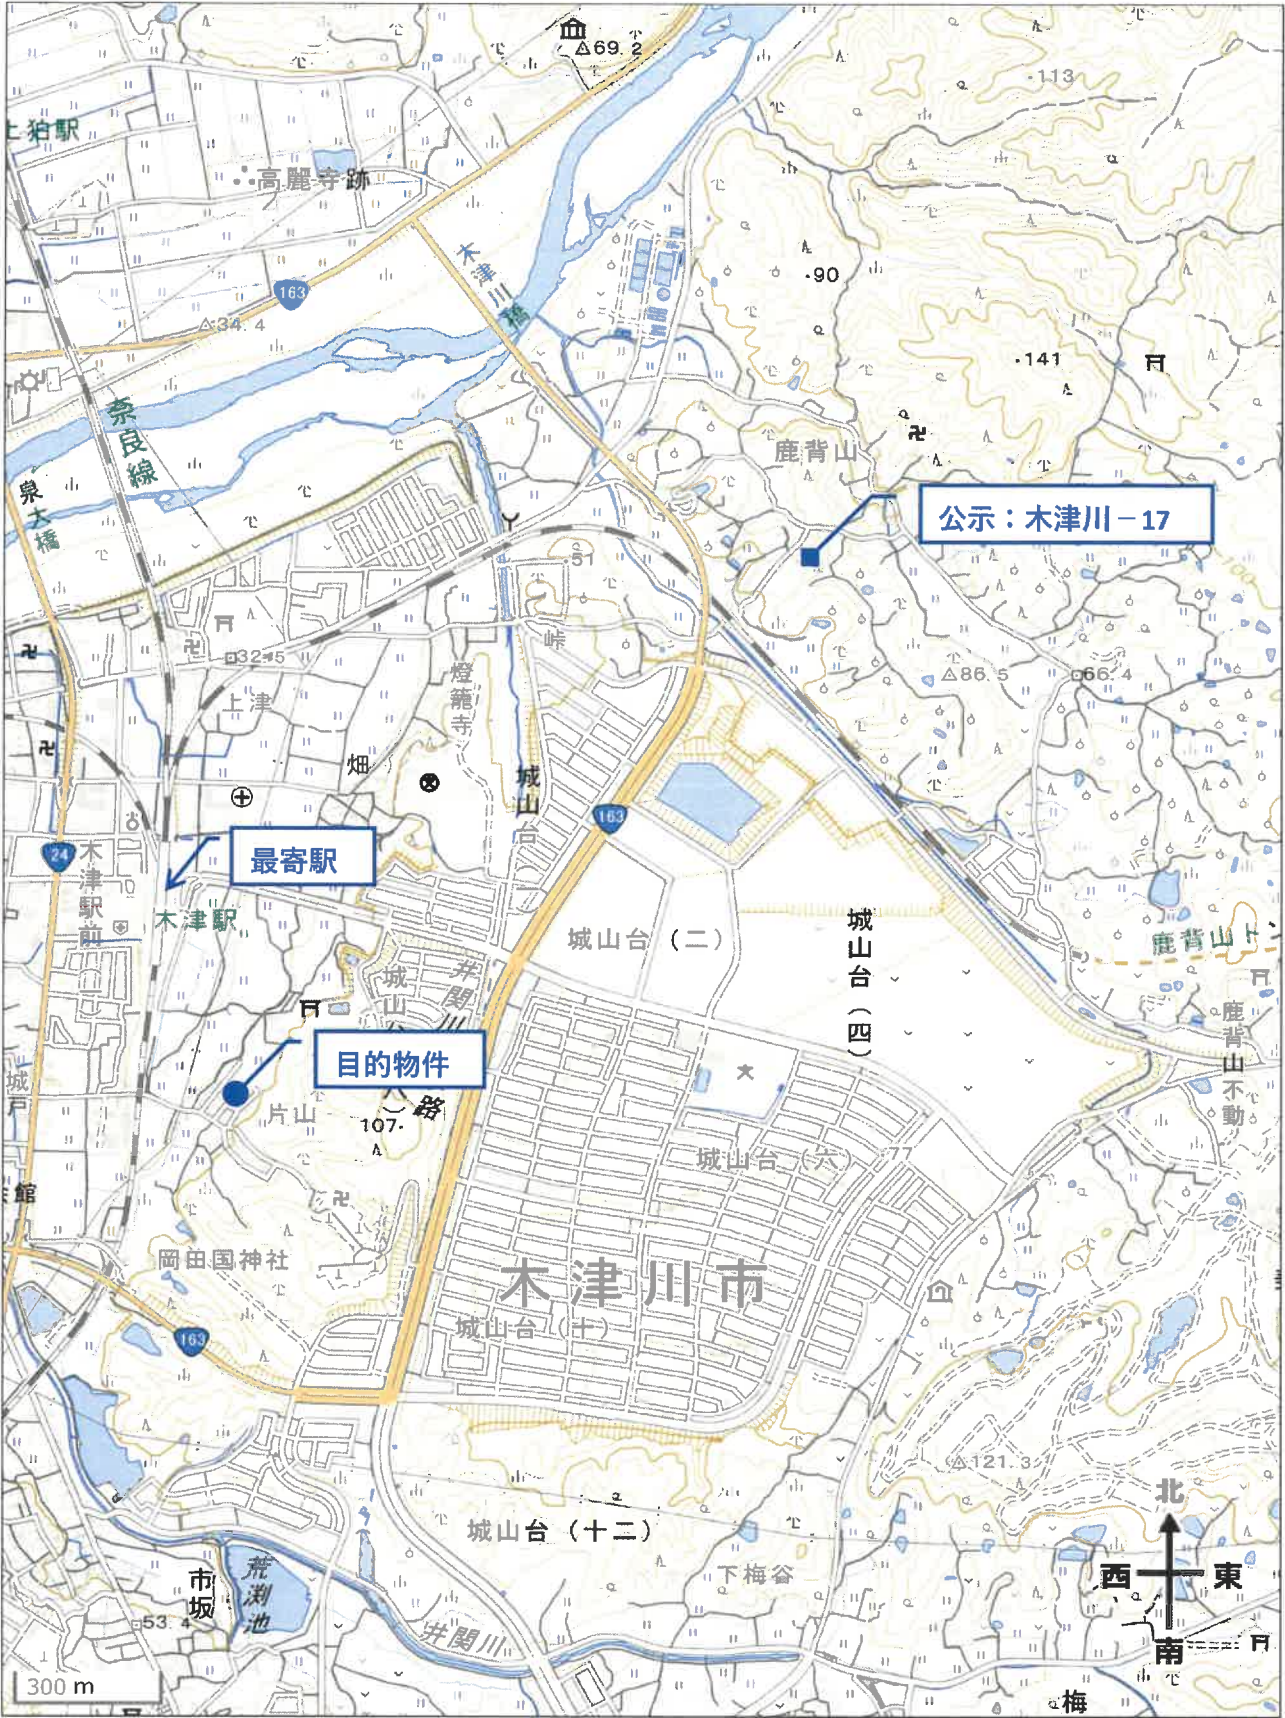 69.2
113
上狛駅
高麗寺跡
木津川橋
90
163
34.4
141
奈良線
鹿背山
泉大橋
公示：木津川－17
51
峠
32.5
燈籠寺
86.5
66.4
100
上津
畑
城山台
163
24
最寄駅
木津駅前
木津駅
城山台（二）
城山台（四）
鹿背山ト
井関川
鹿背山不動
目的物件
城戸
片山
路
107
城山台（六）
77
館
岡田国神社
木津川市
城山台（十）
163
121.3
北
城山台（十二）
西
東
下梅谷
市坂
荒渕池
53.4
井関川
南
300 m
梅